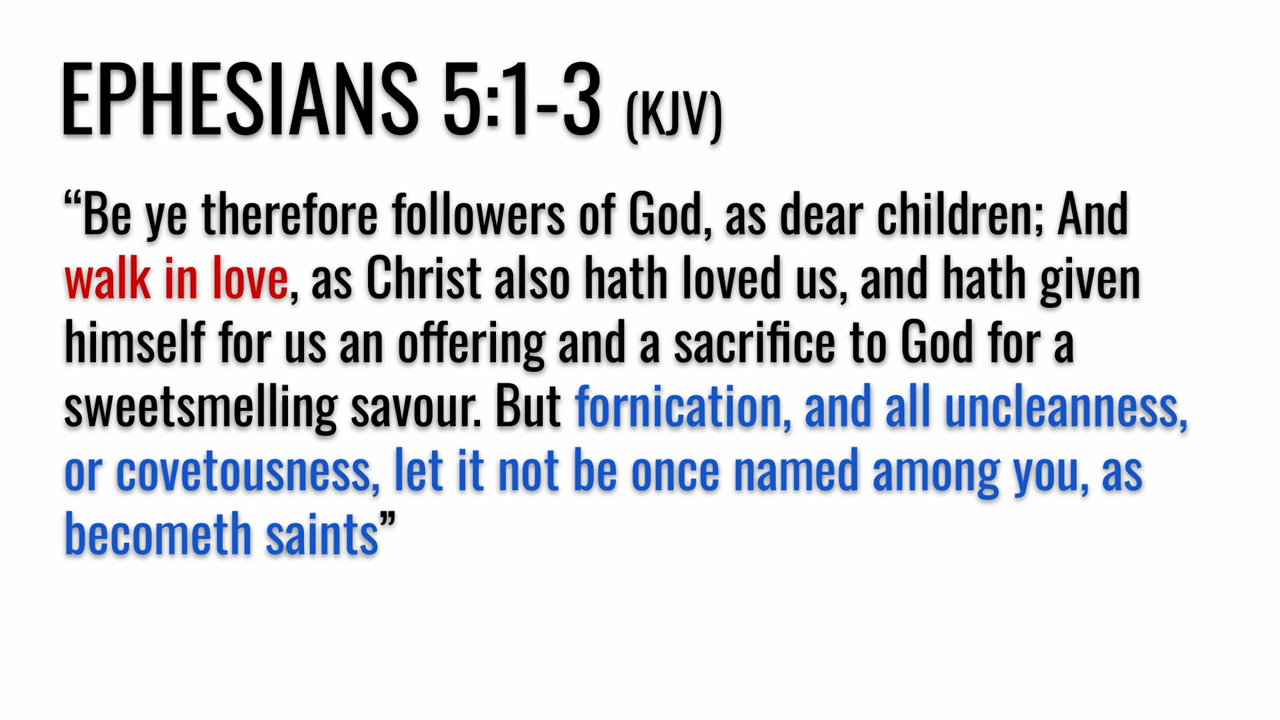 EPHESIANS 5:1-3 (KJV)
“Be ye therefore followers of God, as dear children; And
walk in love, as Christ also hath loved us, and hath given
himself for us an offering and a sacrifice to God for a
sweetsmelling savour. But fornication, and all uncleanness,
or covetousness, let it not be once named among you, as
becometh saints”